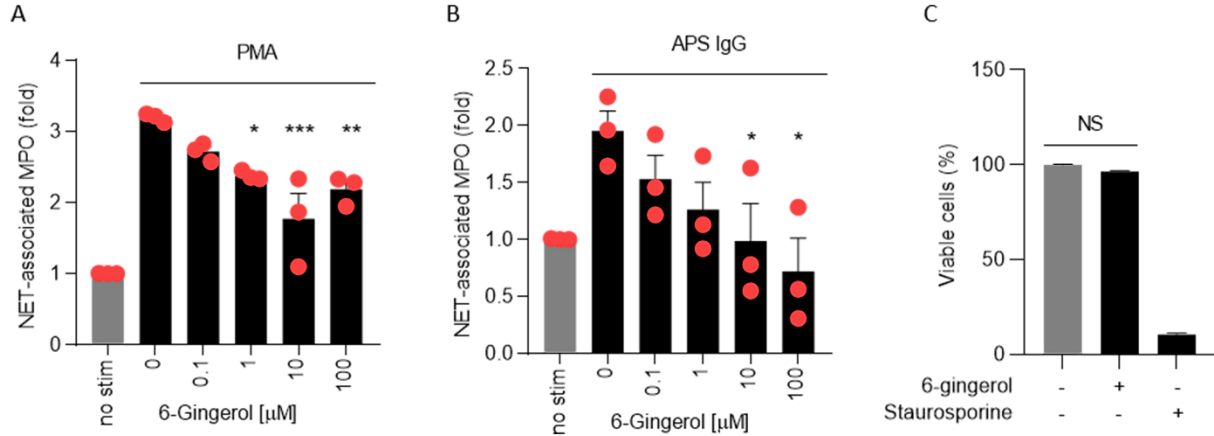 A
PMA
NET-associated MPO (fold)
4
3
2
1
0
* *** **
no stim 0 0.1 1 10 100
6-Gingerol [μM]
B
APS IgG
NET-associated MPO (fold)
2.5
2.0
1.5
1.0
0.5
0.0
* *
no stim 0 0.1 1 10 100
6-Gingerol [μM]
C
NS
Viable cells (%)
150
100
50
0
6-gingerol - + -
Staurosporine - - +